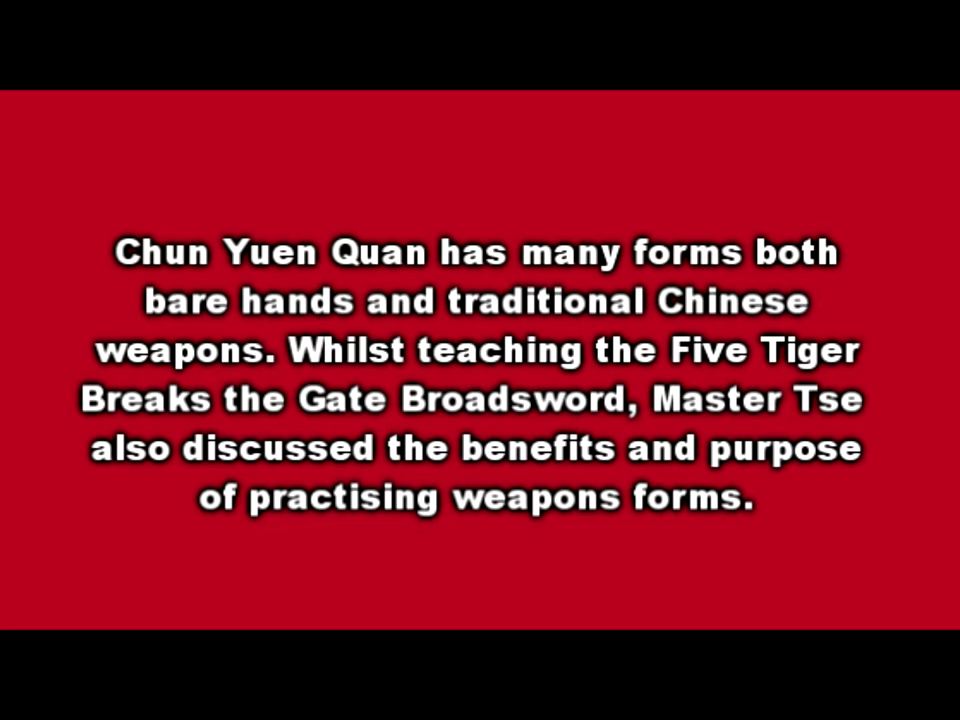 Chun Yuen Quan has many forms both
bare hands and traditional Chinese
weapons. Whilst teaching the Five Tiger
Breaks the Gate Broadsword, Master Tse
also discussed the benefits and purpose
of practising weapons forms.